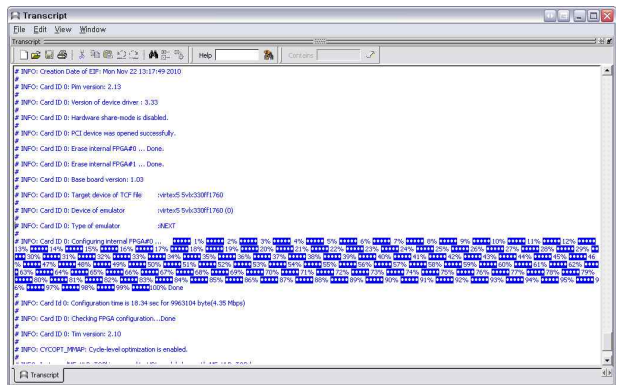 Transcript
File Edit View Window
Transcript
Help
Contains
# INFO: Creation Date of EIF: Mon Nov 22 13:17:49 2010
#
# INFO: Card ID 0: Pim version: 2.13
#
# INFO: Card ID 0: Version of device driver : 3.33
#
# INFO: Card ID 0: Hardware share-mode is disabled.
#
# INFO: Card ID 0: PCI device was opened successfully.
#
# INFO: Card ID 0: Erase internal FPGA#0 ... Done.
#
# INFO: Card ID 0: Erase internal FPGA#1 ... Done.
#
# INFO: Card ID 0: Base board version: 1.03
#
# INFO: Card ID 0: Target device of TCF file :virtex5 5vlx330ff1760
#
# INFO: Card ID 0: Device of emulator :virtex5 5vlx330ff1760 (0)
#
# INFO: Card ID 0: Type of emulator :iNEXT
#
# INFO: Card ID 0: Configuring internal FPGA#0 ... 1% 2% 3% 4% 5% 6% 7% 8% 9% 10% 11% 12%
13% 14% 15% 16% 17% 18% 19% 20% 21% 22% 23% 24% 25% 26% 27% 28% 29%
30% 31% 32% 33% 34% 35% 36% 37% 38% 39% 40% 41% 42% 43% 44% 45% 46
% 47% 48% 49% 50% 51% 52% 53% 54% 55% 56% 57% 58% 59% 60% 61% 62%
63% 64% 65% 66% 67% 68% 69% 70% 71% 72% 73% 74% 75% 76% 77% 78% 79%
80% 81% 82% 83% 84% 85% 86% 87% 88% 89% 90% 91% 92% 93% 94% 95% 9
6% 97% 98% 99% 100% Done
#
# INFO: Card Id 0: Configuration time is 18.34 sec for 9963104 byte(4.35 Mbps)
#
# INFO: Card ID 0: Checking FPGA configuration...Done
#
# INFO: Card ID 0: Tim version: 2.10
#
# INFO: CYCOPT_MMAP: Cycle-level optimization is enabled.
#
Transcript